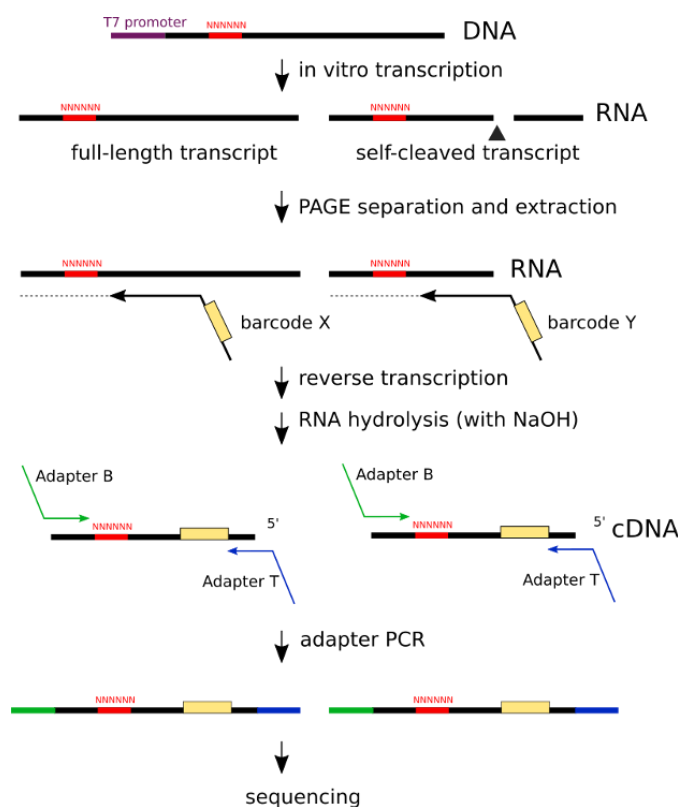 T7 promoter
NNNNNN
DNA
in vitro transcription
NNNNNN
NNNNNN
RNA
full-length transcript
self-cleaved transcript
PAGE separation and extraction
NNNNNN
NNNNNN
RNA
barcode X
barcode Y
reverse transcription
RNA hydrolysis (with NaOH)
Adapter B
Adapter B
NNNNNN
5'
NNNNNN
5'
cDNA
Adapter T
Adapter T
adapter PCR
NNNNNN
NNNNNN
sequencing